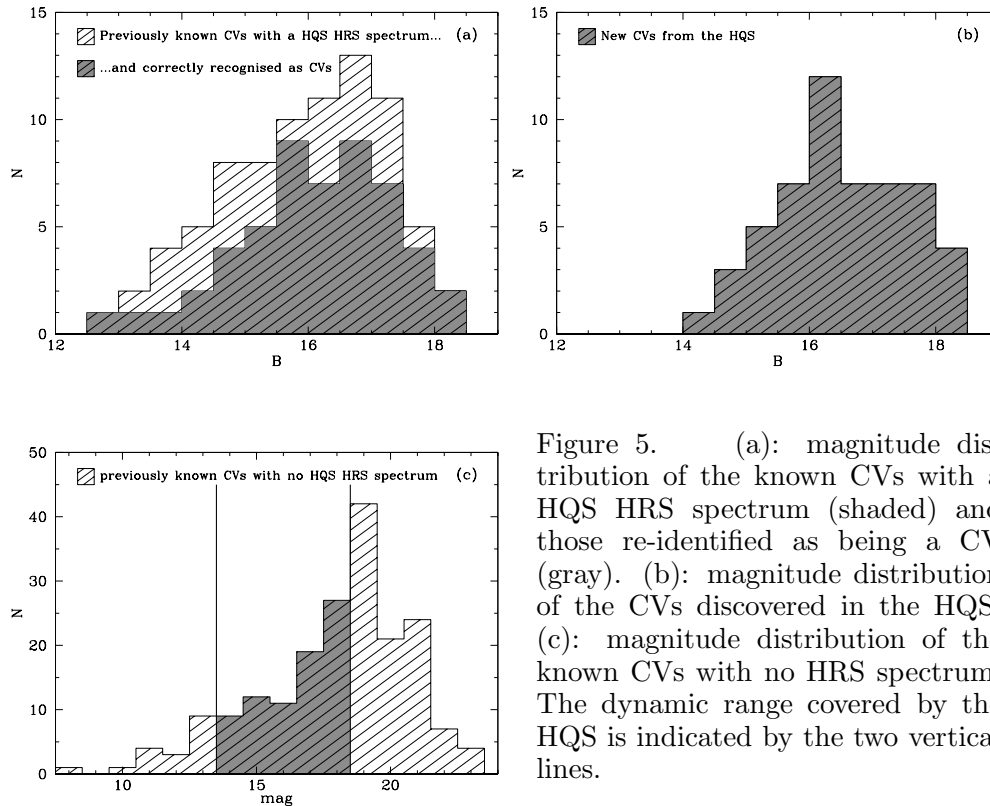 15
10
5
0
N
Previously known CVs with a HQS HRS spectrum... (a)
...and correctly recognised as CVs
12 14 16 18
B
15
10
5
0
N
New CVs from the HQS (b)
12 14 16 18
B
50
40
30
20
10
0
N
previously known CVs with no HQS HRS spectrum (c)
10 15 20
mag
Figure 5. (a): magnitude dis
tribution of the known CVs with a
HQS HRS spectrum (shaded) and
those re-identified as being a CV
(gray). (b): magnitude distribution
of the CVs discovered in the HQS
(c): magnitude distribution of the
known CVs with no HRS spectrum
The dynamic range covered by the
HQS is indicated by the two vertica
lines.